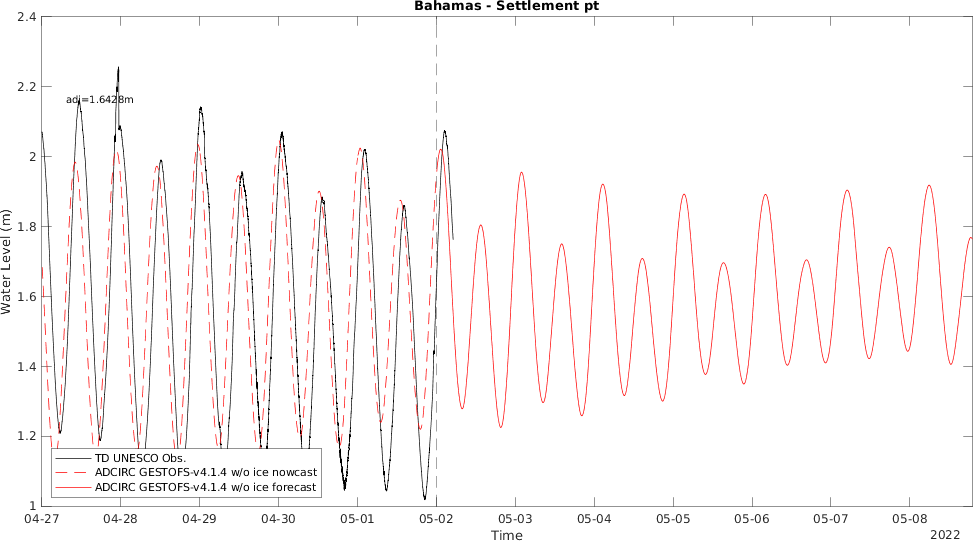 Bahamas - Settlement pt
2.4
2.2
2
1.8
1.6
1.4
1.2
1
Water Level (m)
adj=1.6428m
TD UNESCO Obs.
ADCIRC GESTOFS-v4.1.4 w/o ice nowcast
ADCIRC GESTOFS-v4.1.4 w/o ice forecast
04-27 04-28 04-29 04-30 05-01 05-02 05-03 05-04 05-05 05-06 05-07 05-08
Time
2022